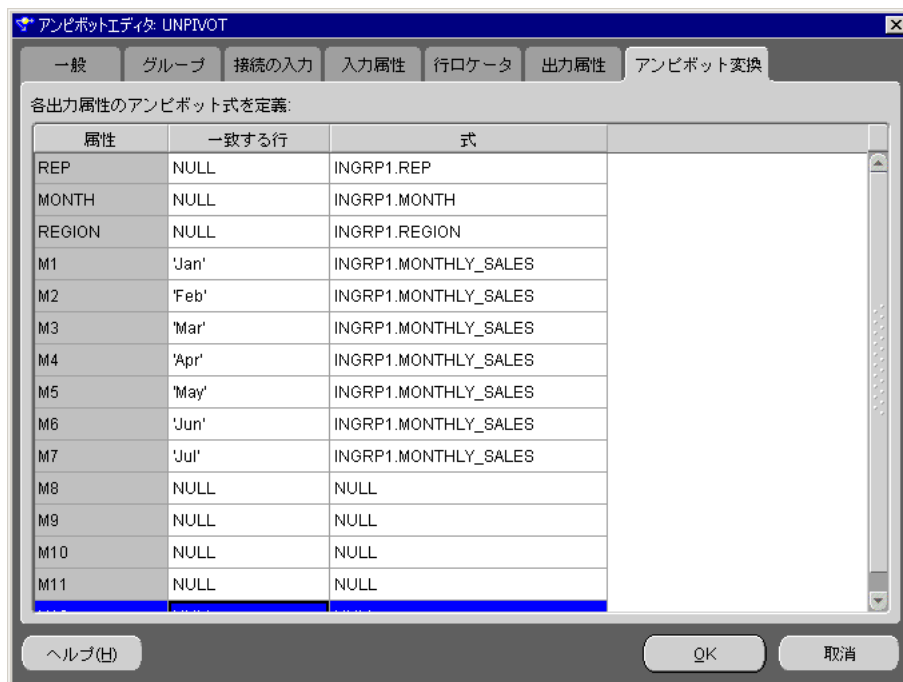 アンピボットエディタ: UNPIVOT
一般 グループ 接続の入力 入力属性 行ロケータ 出力属性 アンピボット変換
各出力属性のアンピボット式を定義:
属性 一致する行 式
REP NULL INGRP1.REP
MONTH NULL INGRP1.MONTH
REGION NULL INGRP1.REGION
M1 'Jan' INGRP1.MONTHLY_SALES
M2 'Feb' INGRP1.MONTHLY_SALES
M3 'Mar' INGRP1.MONTHLY_SALES
M4 'Apr' INGRP1.MONTHLY_SALES
M5 'May' INGRP1.MONTHLY_SALES
M6 'Jun' INGRP1.MONTHLY_SALES
M7 'Jul' INGRP1.MONTHLY_SALES
M8 NULL NULL
M9 NULL NULL
M10 NULL NULL
M11 NULL NULL
ヘルプ(H) OK 取消